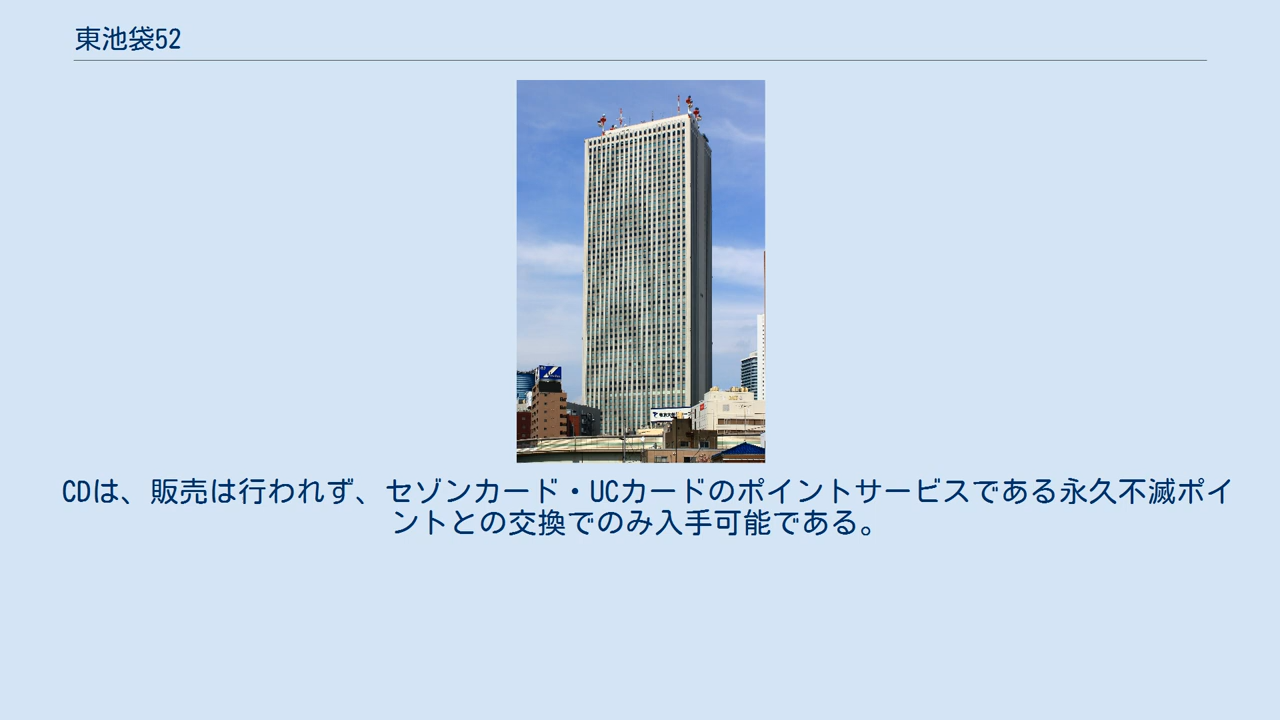 東池袋52
CDは、販売は行われず、セゾンカード・UCカードのポイントサービスである永久不滅ポイ
ントとの交換でのみ入手可能である。